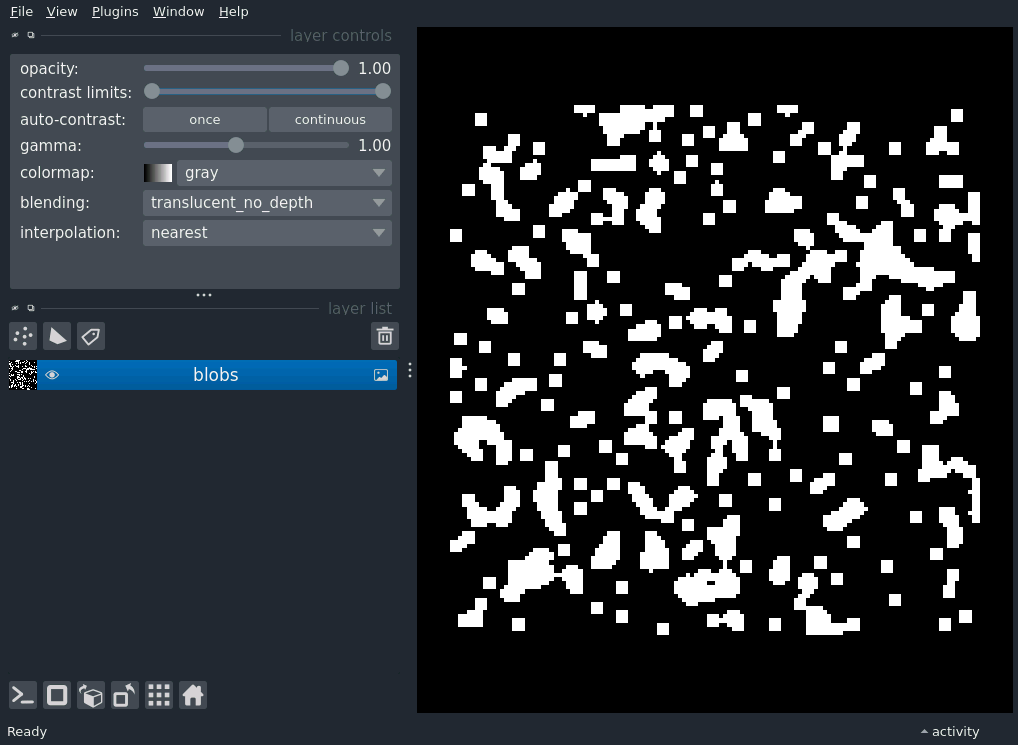 File View Plugins Window Help
layer controls
opacity: 1.00
contrast limits:
auto-contrast: once continuous
gamma: 1.00
colormap: gray
blending: translucent_no_depth
interpolation: nearest
layer list
blobs
Ready activity